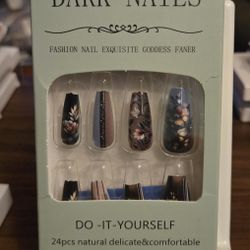 DARK NAILS
FASHION NAIL EXQUISITE GODDESS FANER
DO -IT-YOURSELF
24pcs natural delicate&comfortable